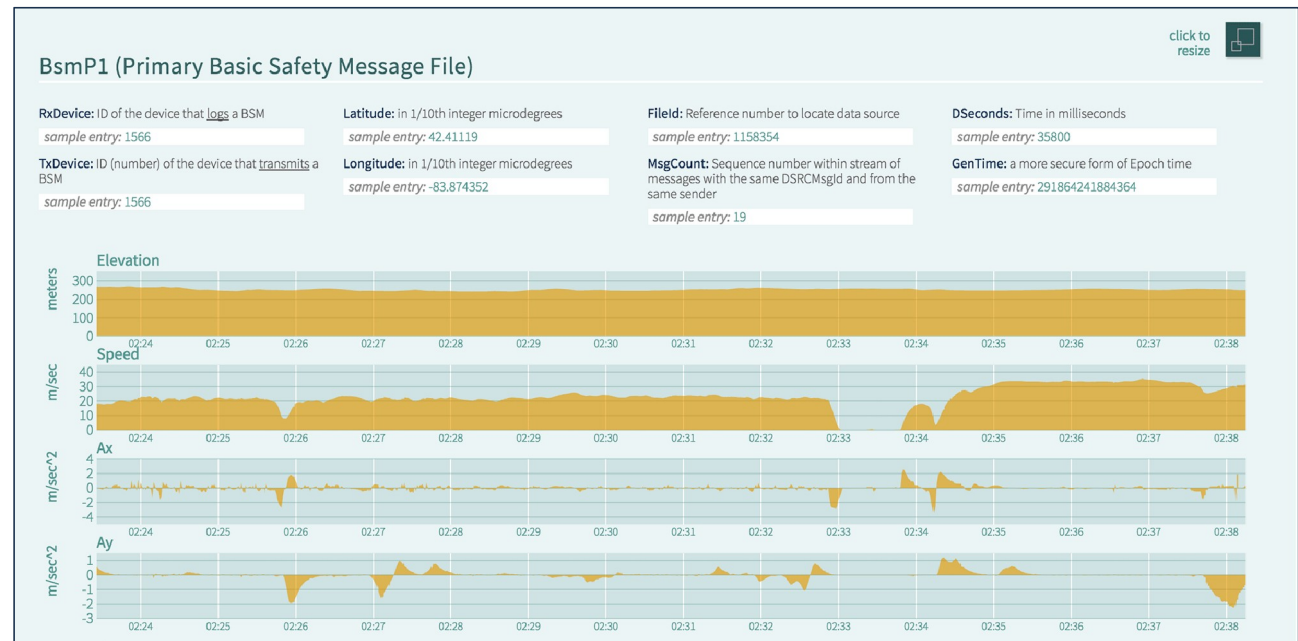 click to
resize
BsmP1 (Primary Basic Safety Message File)
RxDevice: ID of the device that logs a BSM
sample entry: 1566
TxDevice: ID (number) of the device that transmits a
BSM
sample entry: 1566
Latitude: in 1/10th integer microdegrees
sample entry: 42.41119
Longitude: in 1/10th integer microdegrees
sample entry: -83.874352
FileId: Reference number to locate data source
sample entry: 1158354
MsgCount: Sequence number within stream of
messages with the same DSRCMsgId and from the
same sender
sample entry: 19
DSeconds: Time in milliseconds
sample entry: 35800
GenTime: a more secure form of Epoch time
sample entry: 291864241884364
Elevation
meters
300
200
100
0
02:24 02:25 02:26 02:27 02:28 02:29 02:30 02:31 02:32 02:33 02:34 02:35 02:36 02:37 02:38
Speed
m/sec
40
30
20
10
0
02:24 02:25 02:26 02:27 02:28 02:29 02:30 02:31 02:32 02:33 02:34 02:35 02:36 02:37 02:38
Ax
m/sec^2
4
2
0
-2
-4
02:24 02:25 02:26 02:27 02:28 02:29 02:30 02:31 02:32 02:33 02:34 02:35 02:36 02:37 02:38
Ay
m/sec^2
1
0
-1
-2
-3
02:24 02:25 02:26 02:27 02:28 02:29 02:30 02:31 02:32 02:33 02:34 02:35 02:36 02:37 02:38